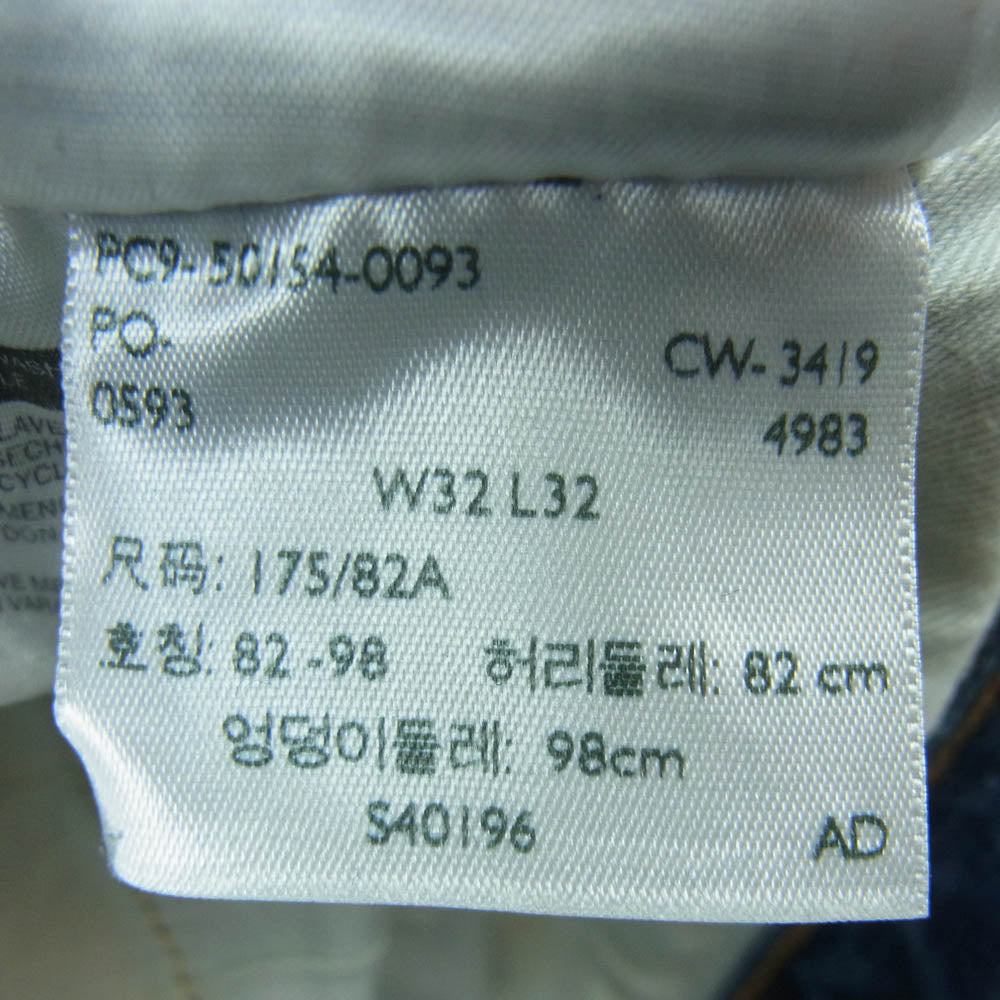 PC9-50154-0093
PO-
CW-3419
0593
4983
W32 L32
尺码: 175/82A
호칭: 82-98 허리둘레: 82 cm
엉덩이둘레: 98cm
S40196 AD